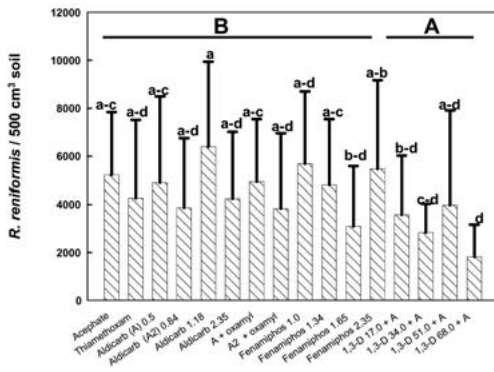 B A
R. reniformis / 500 cm³ soil
12000
10000
8000
6000
4000
2000
0
a-c a-d a-c a-d a a-d a-c a-d a-d a-c b-d a-b b-d c-d a-d d
Acephate
Thiamethoxam
Aldicarb (A) 0.5
Aldicarb (A2) 0.84
Aldicarb 1.18
Aldicarb 2.35
A + oxamyl
A2 + oxamyl
Fenamiphos 1.0
Fenamiphos 1.34
Fenamiphos 1.65
Fenamiphos 2.35
1,3-D 17.0 + A
1,3-D 34.0 + A
1,3-D 51.0 + A
1,3-D 68.0 + A